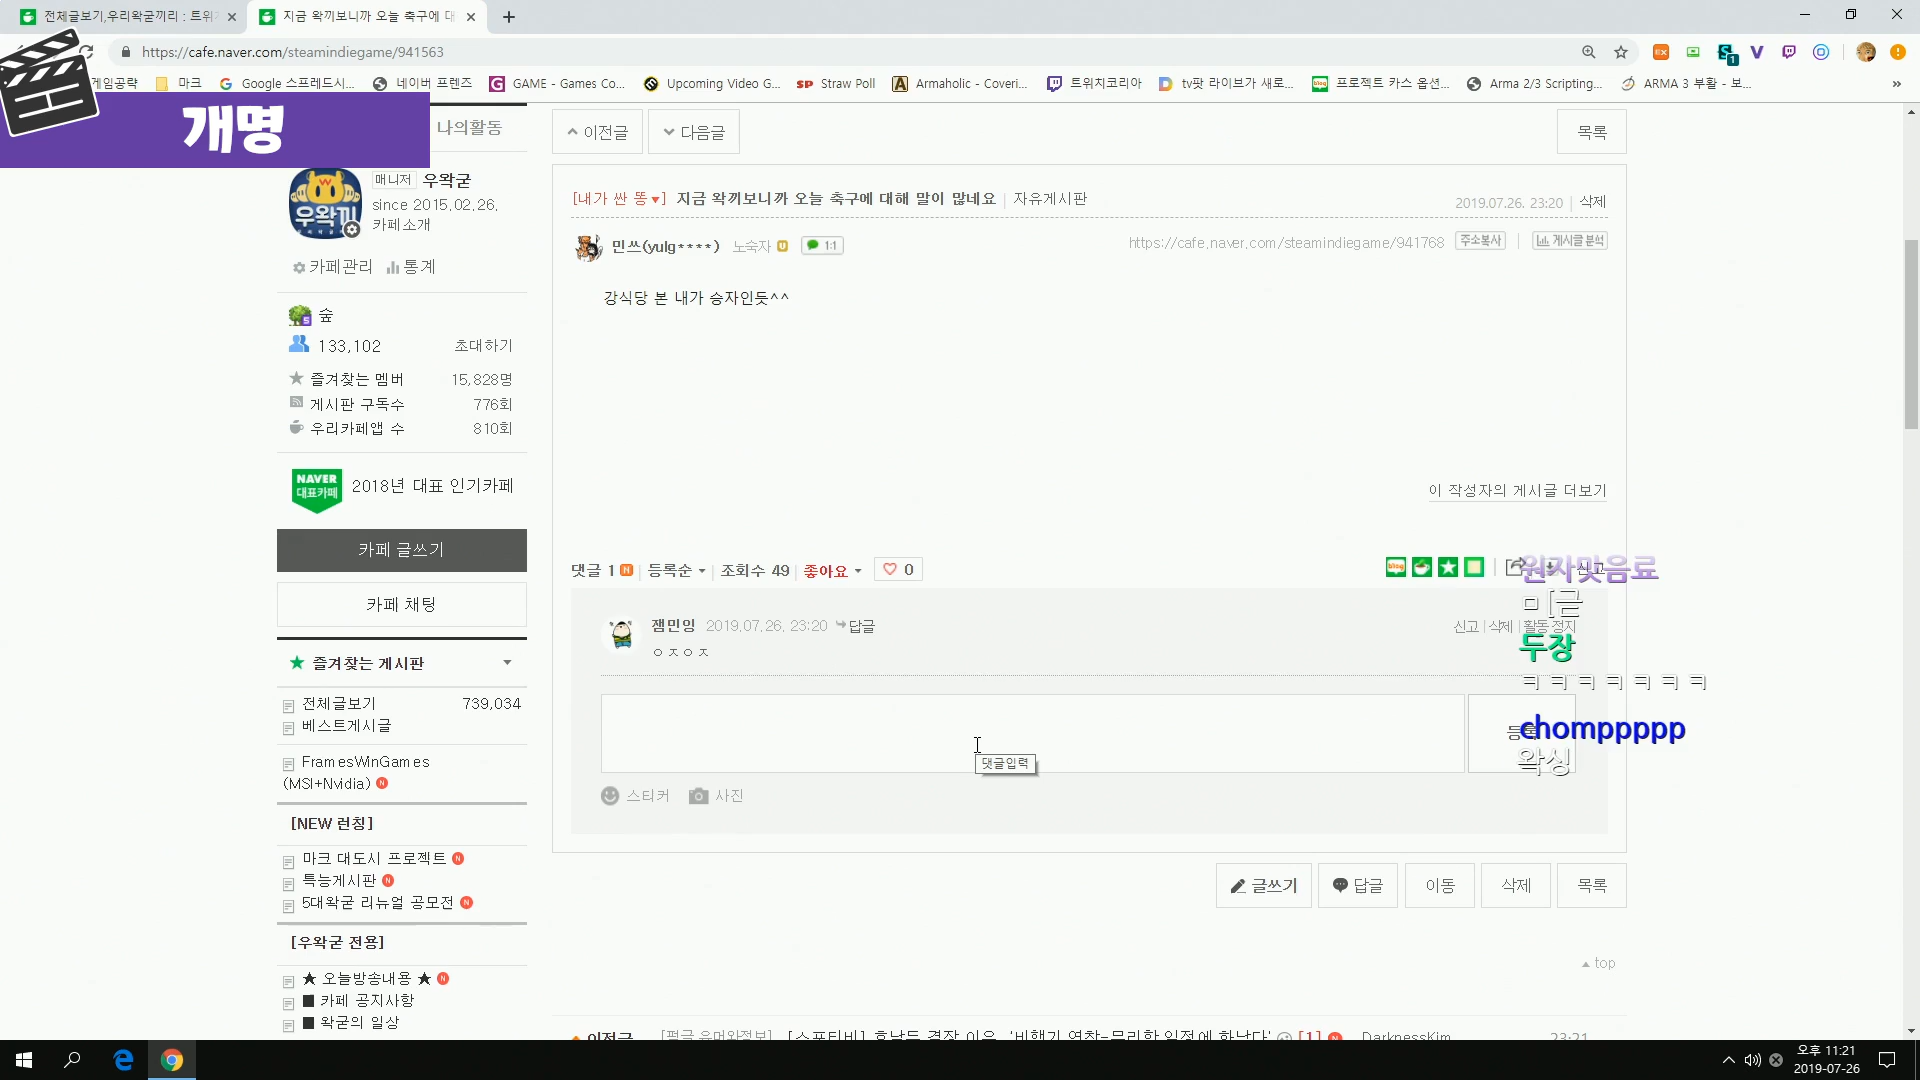 전체글보기,우리왁굳끼리 : 트위
지금 왁끼보니까 오늘 축구에 대
https://cafe.naver.com/steamindiegame/941563
게임공략
마크
Google 스프레드시...
네이버 프렌즈
GAME - Games Co...
Upcoming Video G...
Straw Poll
Armaholic - Coveri...
트위치코리아
tv팟 라이브가 새로...
프로젝트 카스 옵션...
Arma 2/3 Scripting...
ARMA 3 부활 - 보...
»
개명
나의활동
이전글
다음글
목록
매니저 우왁굳
since 2015.02.26.
카페소개
우왁끼
카페관리 통계
숲
133,102 초대하기
즐겨찾는 멤버 15,828명
게시판 구독수 776회
우리카페앱 수 810회
NAVER
대표카페
2018년 대표 인기카페
카페 글쓰기
카페 채팅
즐겨찾는 게시판
전체글보기 739,034
베스트게시글
FramesWinGames
(MSI+Nvidia) N
[NEW 런칭]
마크 대도시 프로젝트 N
특능게시판 N
5대왁굳 리뉴얼 공모전 N
[우왁굳 전용]
★ 오늘방송내용 ★ N
■ 카페 공지사항
■ 왁굳의 일상
[내가 싼 똥▼] 지금 왁끼보니까 오늘 축구에 대해 말이 많네요 | 자유게시판
2019.07.26. 23:20 | 삭제
민쓰(yulg****) 노숙자 1:1
https://cafe.naver.com/steamindiegame/941768 주소복사 | 게시글 분석
강식당 본 내가 승자인듯^^
이 작성자의 게시글 더보기
댓글 1 N | 등록순 | 조회수 49 | 좋아요 ♡ 0
blog
신고
잼민잉 2019.07.26. 23:20 답글
신고 | 삭제 | 활동 정지
ㅇㅈㅇㅈ
댓글입력
스티커 사진
원자맛음료
ㅁ[긑
두장
ㅋㅋㅋㅋㅋㅋㅋ
chomppppp
왁싱
글쓰기
답글
이동
삭제
목록
top
이전글
DarknessKim
23:21
오후 11:21
2019-07-26